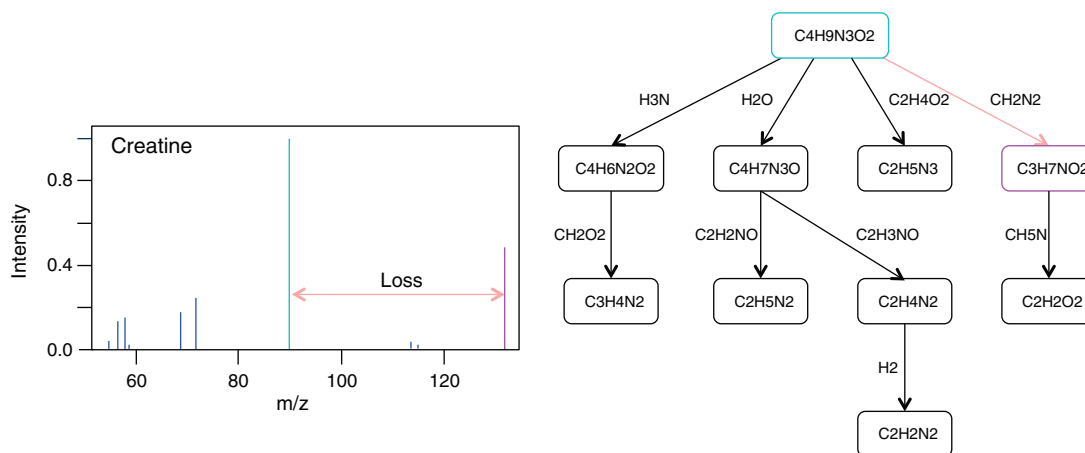 Creatine
Intensity
0.8
0.4
0.0
Loss
60
80
100
120
m/z
C4H9N3O2
H3N
H2O
C2H4O2
CH2N2
C4H6N2O2
C4H7N3O
C2H5N3
C3H7NO2
CH2O2
C2H2NO
C2H3NO
CH5N
C3H4N2
C2H5N2
C2H4N2
C2H2O2
H2
C2H2N2